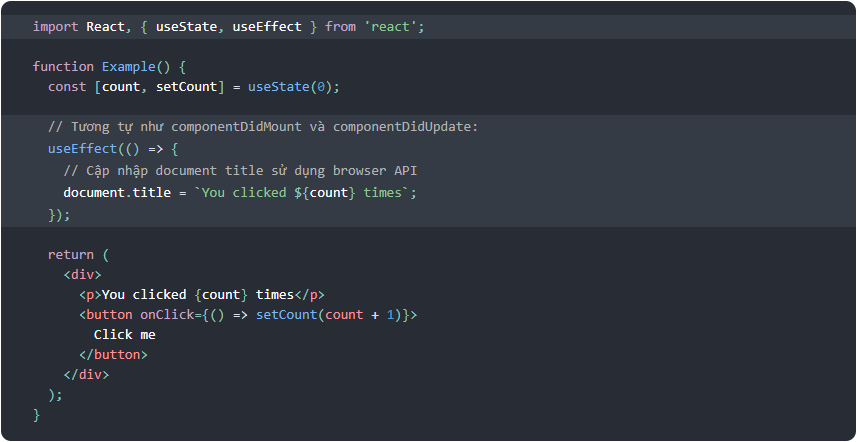 import React, { useState, useEffect } from 'react';
function Example() {
const [count, setCount] = useState(0);
// Tương tự như componentDidMount và componentDidUpdate:
useEffect(() => {
// Cập nhập document title sử dụng browser API
document.title = `You clicked ${count} times`;
});
return (
<div>
<p>You clicked {count} times</p>
<button onClick={() => setCount(count + 1)}>
Click me
</button>
</div>
);
}